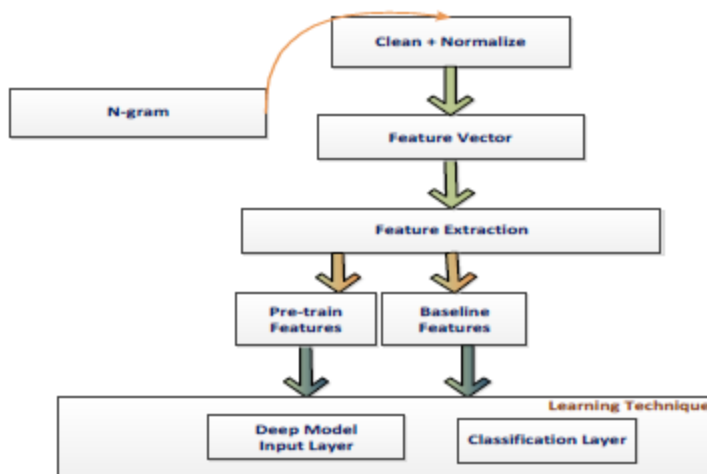 Clean + Normalize
N-gram
Feature Vector
Feature Extraction
Pre-train
Features
Baseline
Features
Learning Technique
Deep Model
Input Layer
Classification Layer